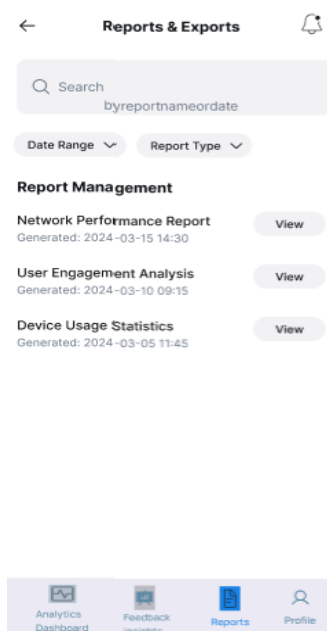 Reports & Exports
Search
byreportnameordate
Date Range
Report Type
Report Management
Network Performance Report
View
Generated: 2024-03-15 14:30
User Engagement Analysis
View
Generated: 2024-03-10 09:15
Device Usage Statistics
View
Generated: 2024-03-05 11:45
Analytics
Dashboard
Feedback
insights
Reports
Profile